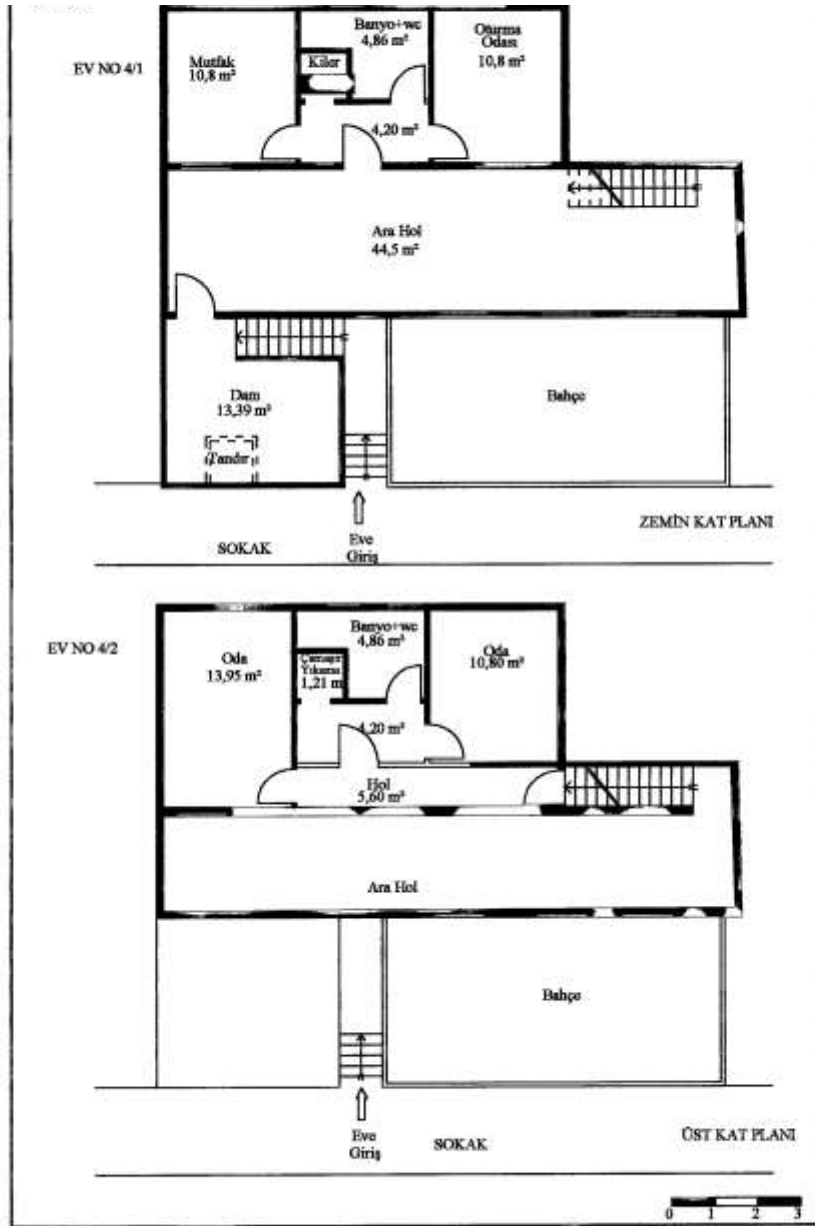 EV NO 4/1
Mutfak
10,8 m²
Kiler
Banyo+wc
4,86 m²
Oturma
Odası
10,8 m²
4,20 m²
Ara Hol
44,5 m²
Dam
13,39 m²
Tandır
Bahçe
SOKAK
Eve
Giriş
ZEMİN KAT PLANI
EV NO 4/2
Oda
13,95 m²
Banyo+wc
4,86 m²
Çamaşır
Yıkama
1,21 m
Oda
10,80 m²
4,20 m²
Hol
5,60 m²
Ara Hol
Bahçe
Eve
Giriş
SOKAK
ÜST KAT PLANI
0 1 2 3